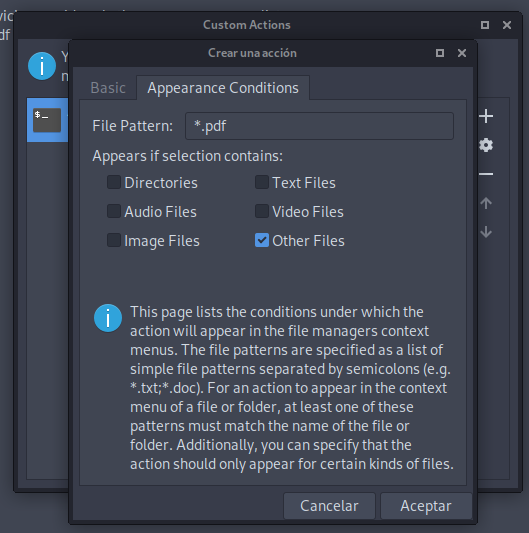 Custom Actions
Crear una acción
Basic
Appearance Conditions
File Pattern:
*.pdf
Appears if selection contains:
Directories
Text Files
Audio Files
Video Files
Image Files
Other Files
This page lists the conditions under which the
action will appear in the file managers context
menus. The file patterns are specified as a list of
simple file patterns separated by semicolons (e.g.
*.txt;*.doc). For an action to appear in the context
menu of a file or folder, at least one of these
patterns must match the name of the file or
folder. Additionally, you can specify that the
action should only appear for certain kinds of files.
Cancelar
Aceptar